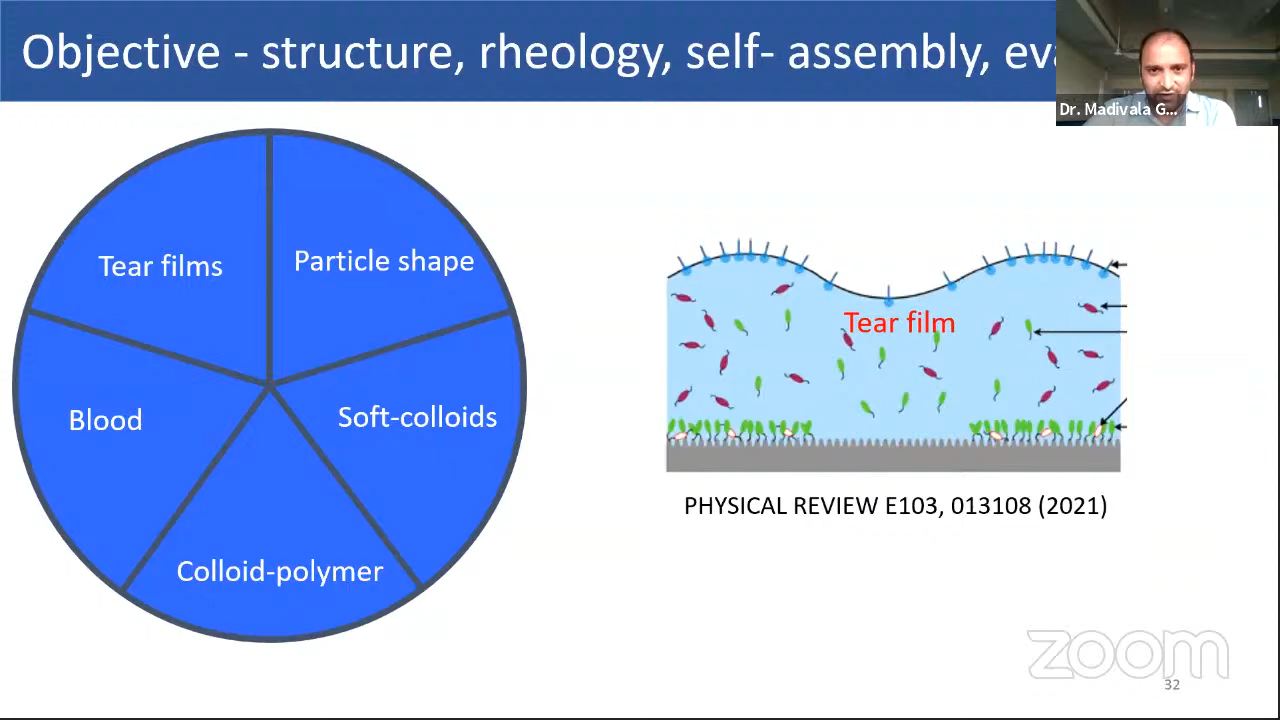 Objective - structure, rheology, self- assembly, eva
Dr. Madivala G...
Tear films
Particle shape
Blood
Soft-colloids
Colloid-polymer
Tear film
PHYSICAL REVIEW E103, 013108 (2021)
zoom
32